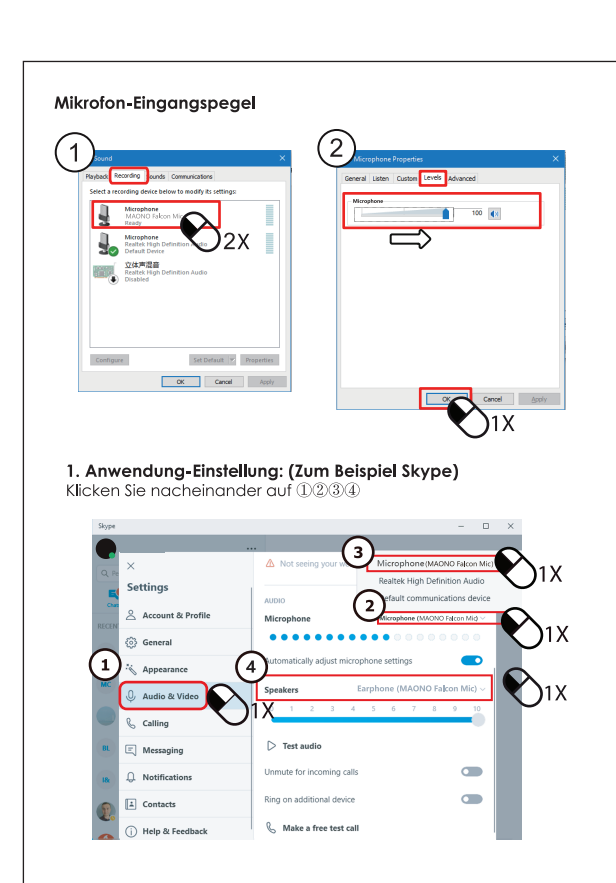 Mikrofon-Eingangspegel
1
Sound
Playback Recording Sounds Communications
Select a recording device below to modify its settings:
Microphone
MAONO Falcon Mic
Ready
2X
Microphone
Realtek High Definition Audio
Default Device
立体声混音
Realtek High Definition Audio
Disabled
Configure Set Default Properties
OK Cancel Apply
2
Microphone Properties
General Listen Custom Levels Advanced
Microphone
100
OK Cancel Apply
1X
1. Anwendung-Einstellung: (Zum Beispiel Skype)
Klicken Sie nacheinander auf ①②③④
Skype
Settings
Account & Profile
General
Appearance
1
Audio & Video
1X
Calling
Messaging
Notifications
Contacts
Help & Feedback
RECEN
MC
BL
Not seeing your
3
Microphone(MAONO Falcon Mic)
1X
Realtek High Definition Audio
Default communications device
AUDIO
2
Microphone
Microphone (MAONO Falcon Mic)
1X
Automatically adjust microphone settings
4
Speakers Earphone (MAONO Falcon Mic)
1X
1 2 3 4 5 6 7 8 9 10
Test audio
Unmute for incoming calls
Ring on additional device
Make a free test call